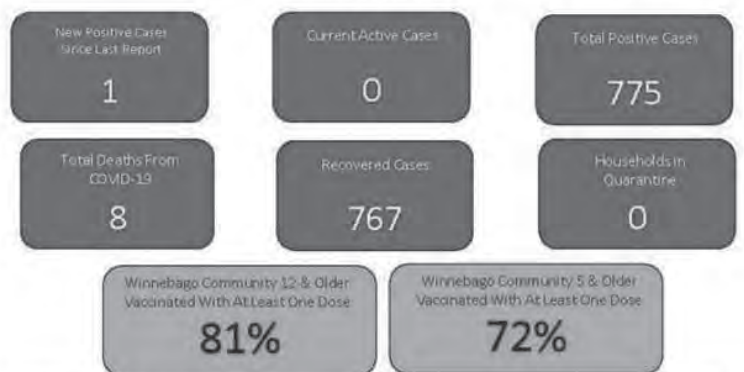 New Positive Cases
Since Last Report
1
Current Active Cases
0
Total Positive Cases
775
Total Deaths From
COVID-19
8
Recovered Cases
767
Households in
Quarantine
0
Winnebago Community 12 & Older
Vaccinated With At Least One Dose
81%
Winnebago Community 5 & Older
Vaccinated With At Least One Dose
72%